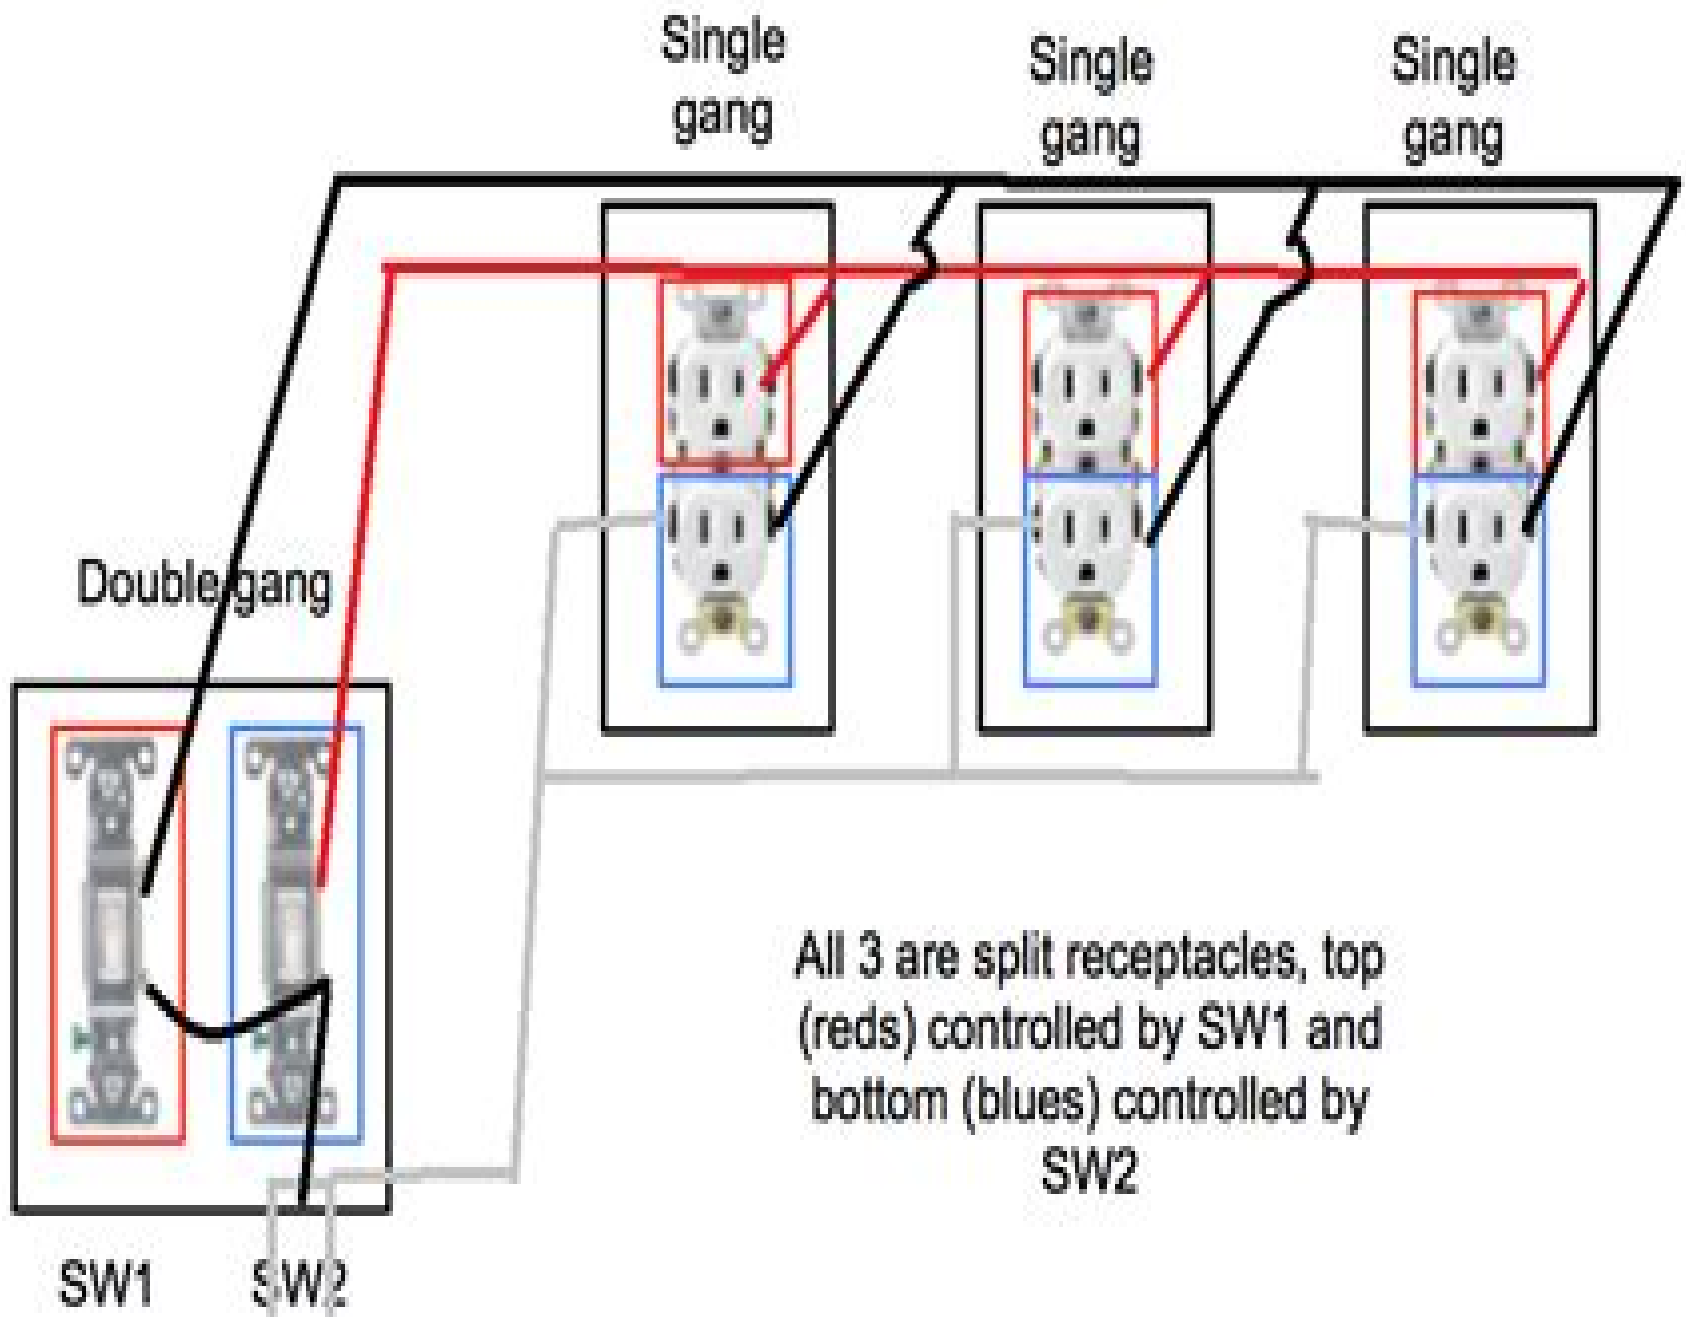 Single
gang
Single
gang
Single
gang
Double gang
All 3 are split receptacles, top
(reds) controlled by SW1 and
bottom (blues) controlled by
SW2
SW1
SW2